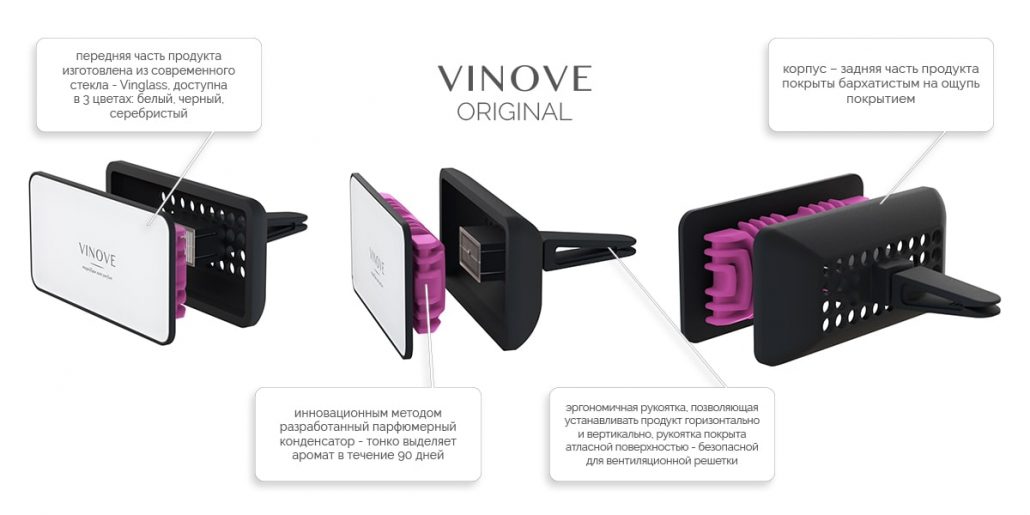 передняя часть продукта
изготовлена из современного
стекла - Vinglass, доступна
в 3 цветах: белый, черный,
серебристый
VINOVE
ORIGINAL
корпус – задняя часть продукта
покрыты бархатистым на ощупь
покрытием
VINOVE
VINOVE
инновационным методом
разработанный парфюмерный
конденсатор - тонко выделяет
аромат в течение 90 дней
эргономичная рукоятка, позволяющая
устанавливать продукт горизонтально
и вертикально, рукоятка покрыта
атласной поверхностью - безопасной
для вентиляционной решетки